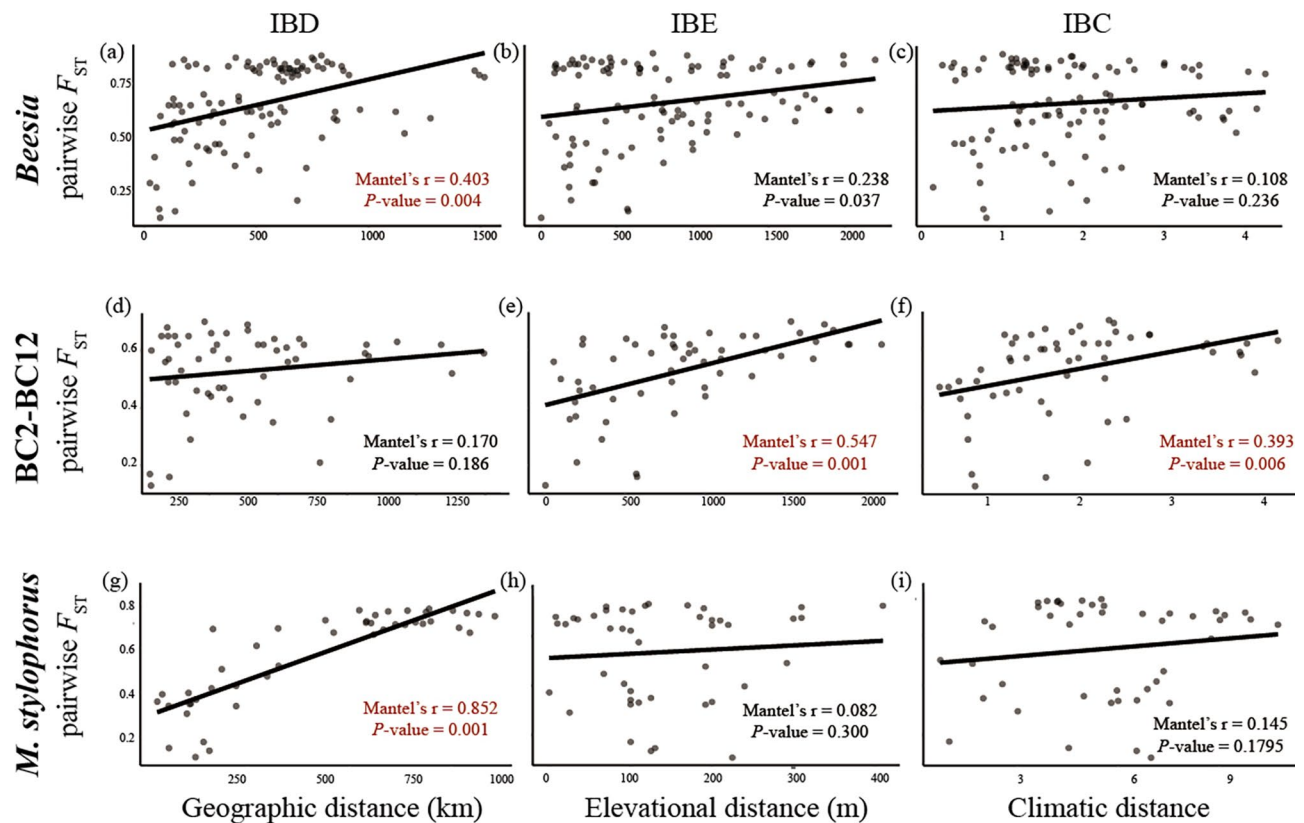 IBD
IBE
IBC
Beesia
pairwise FST
(a)
0.75
0.50
0.25
Mantel's r = 0.403
P-value = 0.004
0
500
1000
1500
(b)
Mantel's r = 0.238
P-value = 0.037
0
500
1000
1500
2000
(c)
Mantel's r = 0.108
P-value = 0.236
0
1
2
3
4
BC2-BC12
pairwise FST
(d)
0.6
0.4
0.2
Mantel's r = 0.170
P-value = 0.186
250
500
750
1000
1250
(e)
Mantel's r = 0.547
P-value = 0.001
0
500
1000
1500
2000
(f)
Mantel's r = 0.393
P-value = 0.006
1
2
3
4
M. stylophorus
pairwise FST
(g)
0.8
0.6
0.4
0.2
Mantel's r = 0.852
P-value = 0.001
250
500
750
1000
Geographic distance (km)
(h)
Mantel's r = 0.082
P-value = 0.300
0
100
200
300
400
Elevational distance (m)
(i)
Mantel's r = 0.145
P-value = 0.1795
3
6
9
Climatic distance